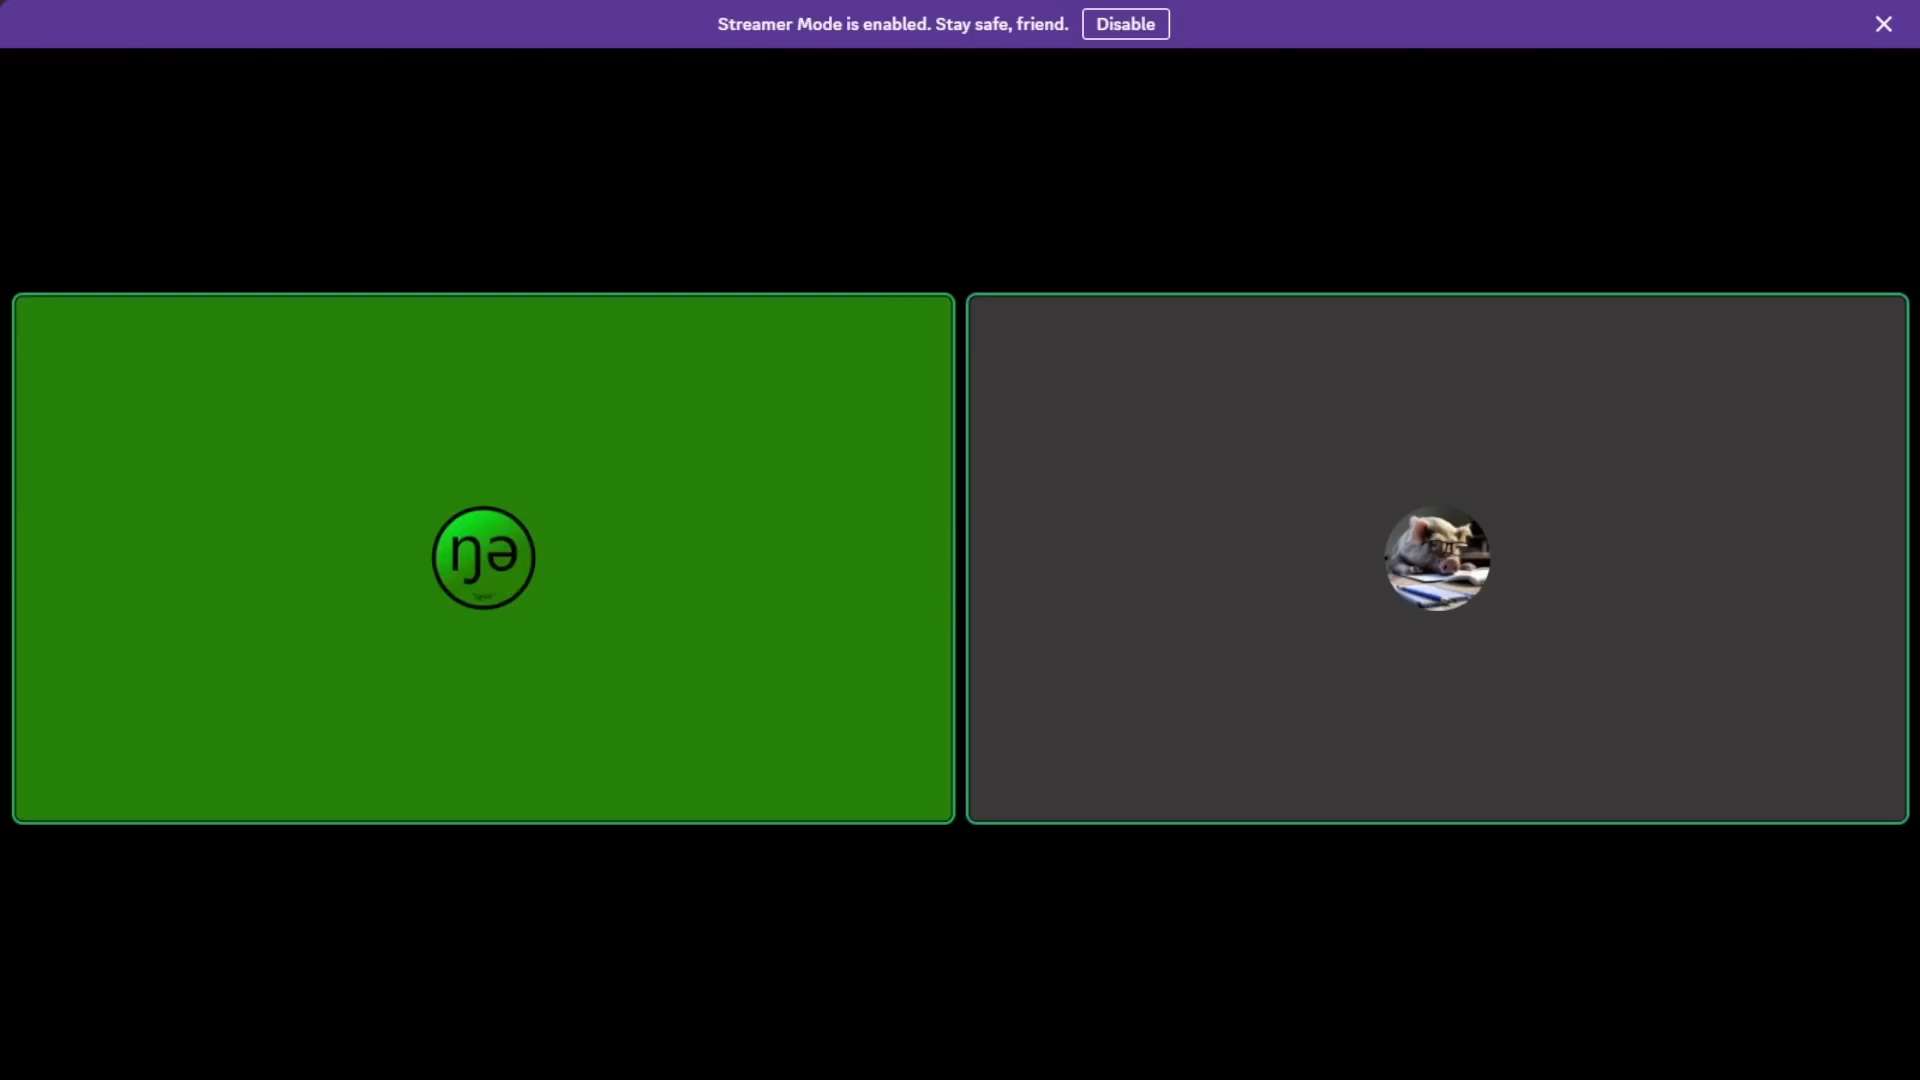 Streamer Mode is enabled. Stay safe, friend. Disable
ŋə